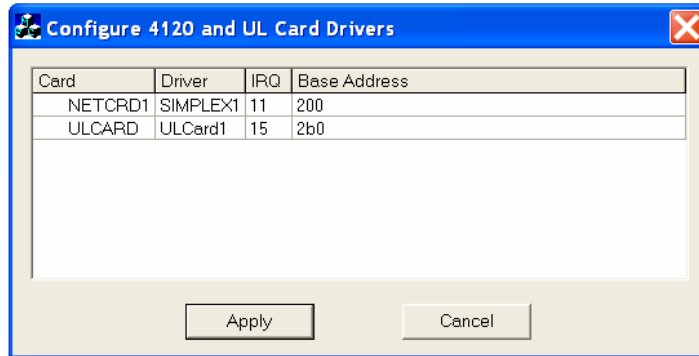 Configure 4120 and UL Card Drivers
Card Driver IRQ Base Address
NETCRD1 SIMPLEX1 11 200
ULCARD ULCard1 15 2b0
Apply Cancel